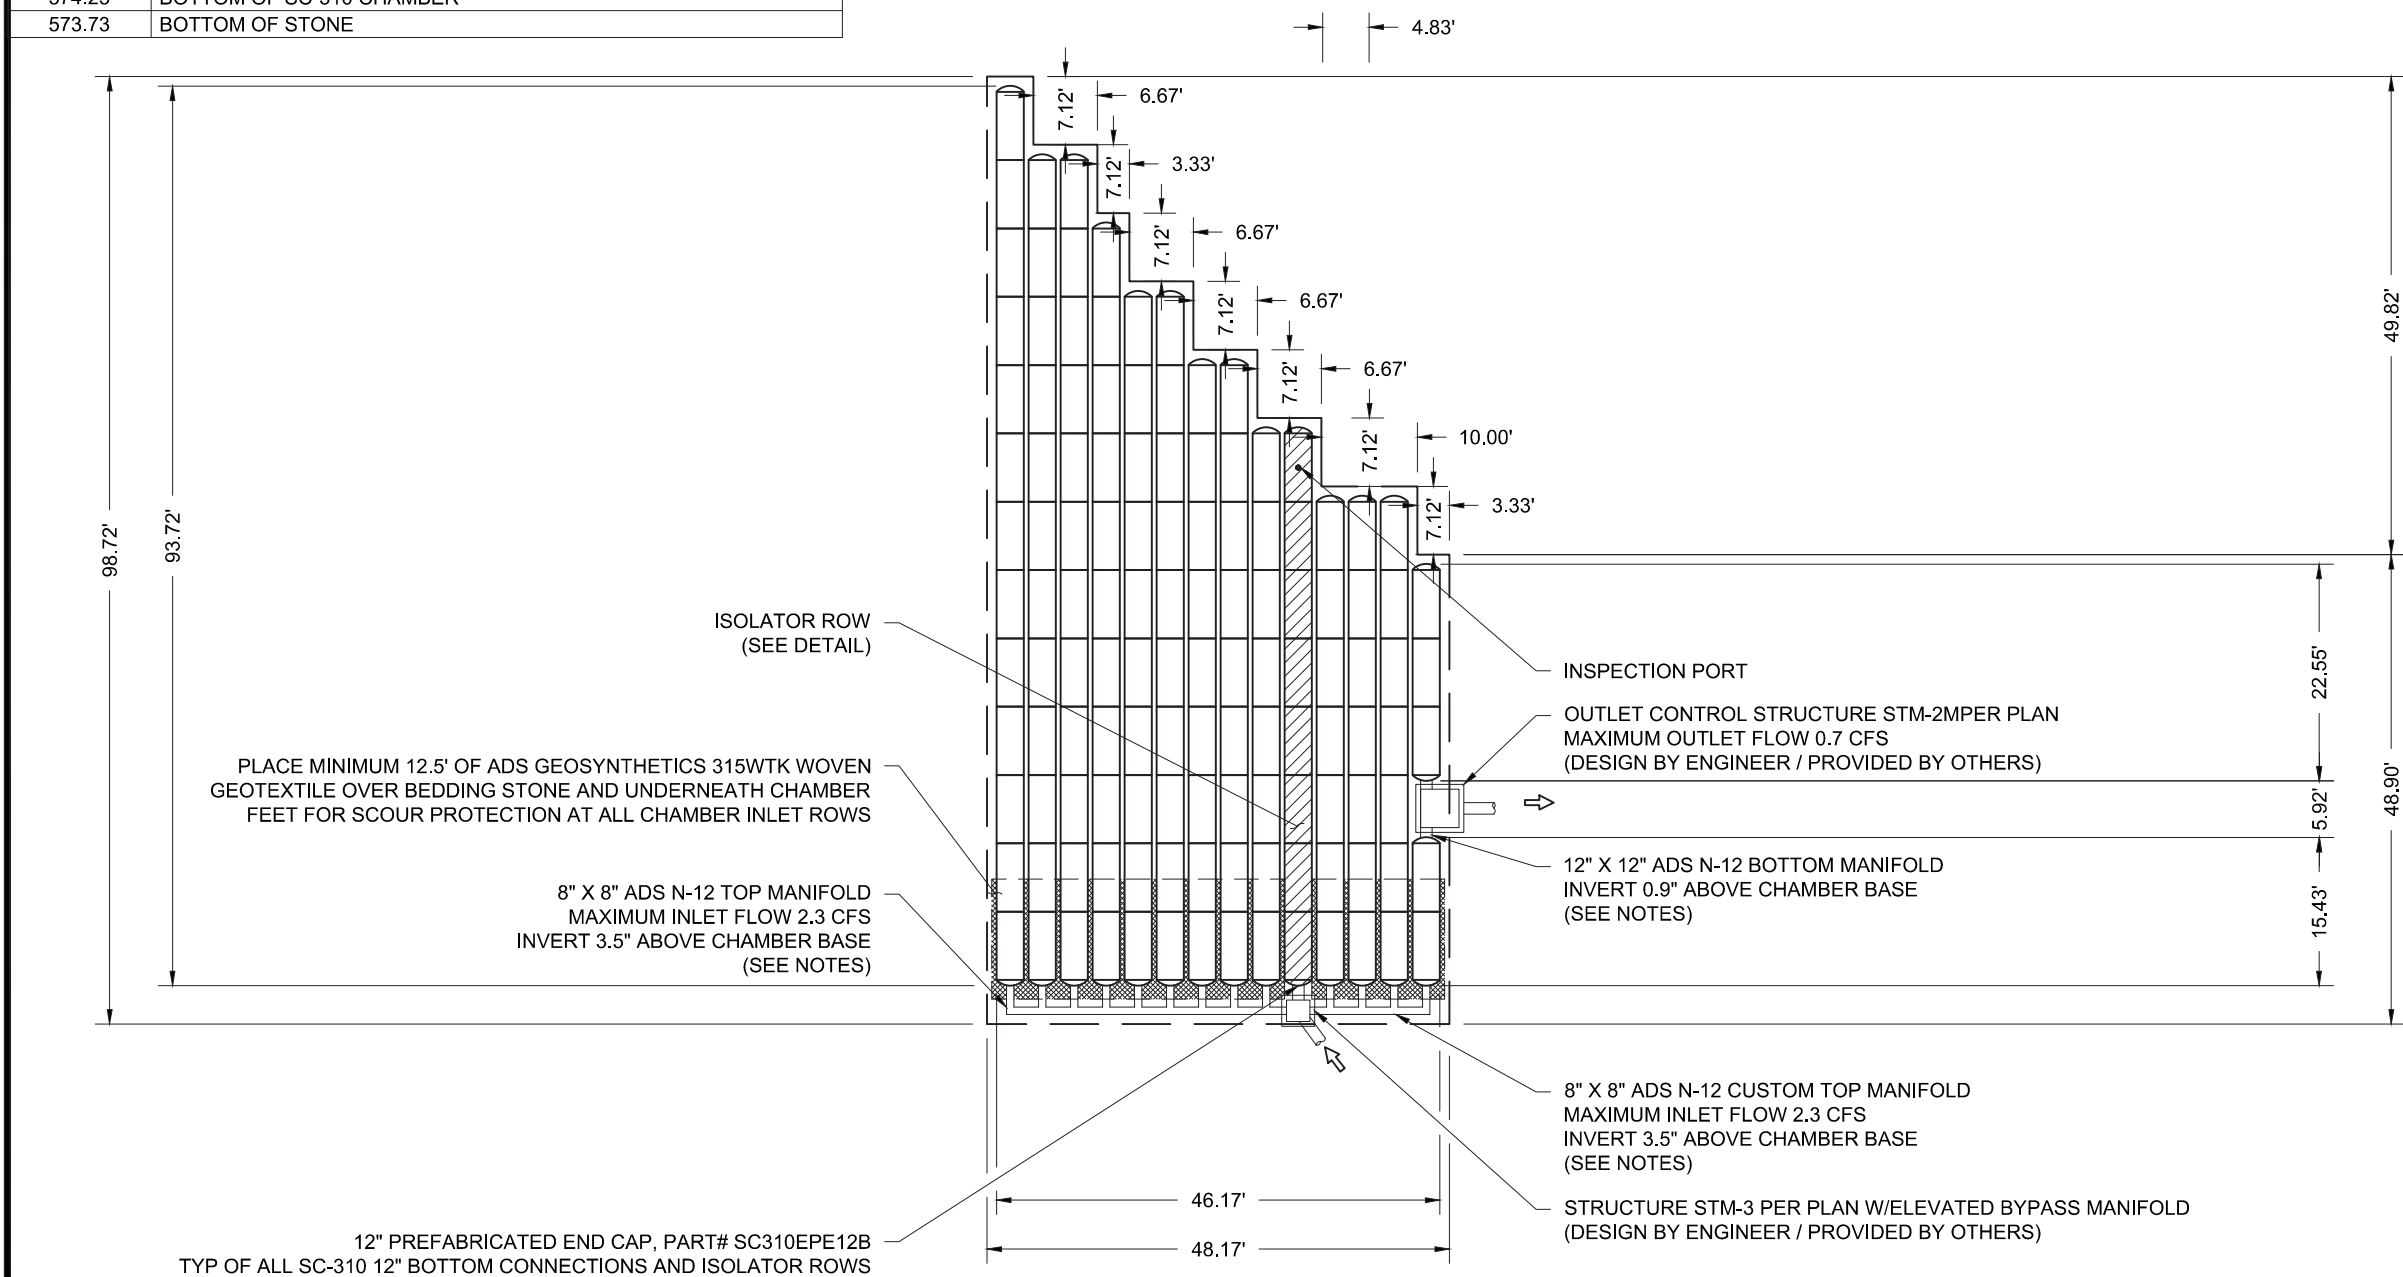 574.23 BOTTOM OF SC-310 CHAMBER
573.73 BOTTOM OF STONE
4.83'
7.12'
6.67'
7.12'
3.33'
7.12'
6.67'
7.12'
6.67'
7.12'
6.67'
7.12'
10.00'
7.12'
3.33'
98.72'
93.72'
49.82'
48.90'
22.55'
5.92'
15.43'
ISOLATOR ROW
(SEE DETAIL)
PLACE MINIMUM 12.5' OF ADS GEOSYNTHETICS 315WTK WOVEN
GEOTEXTILE OVER BEDDING STONE AND UNDERNEATH CHAMBER
FEET FOR SCOUR PROTECTION AT ALL CHAMBER INLET ROWS
8" X 8" ADS N-12 TOP MANIFOLD
MAXIMUM INLET FLOW 2.3 CFS
INVERT 3.5" ABOVE CHAMBER BASE
(SEE NOTES)
INSPECTION PORT
OUTLET CONTROL STRUCTURE STM-2MPER PLAN
MAXIMUM OUTLET FLOW 0.7 CFS
(DESIGN BY ENGINEER / PROVIDED BY OTHERS)
12" X 12" ADS N-12 BOTTOM MANIFOLD
INVERT 0.9" ABOVE CHAMBER BASE
(SEE NOTES)
8" X 8" ADS N-12 CUSTOM TOP MANIFOLD
MAXIMUM INLET FLOW 2.3 CFS
INVERT 3.5" ABOVE CHAMBER BASE
(SEE NOTES)
STRUCTURE STM-3 PER PLAN W/ELEVATED BYPASS MANIFOLD
(DESIGN BY ENGINEER / PROVIDED BY OTHERS)
46.17'
48.17'
12" PREFABRICATED END CAP, PART# SC310EPE12B
TYP OF ALL SC-310 12" BOTTOM CONNECTIONS AND ISOLATOR ROWS